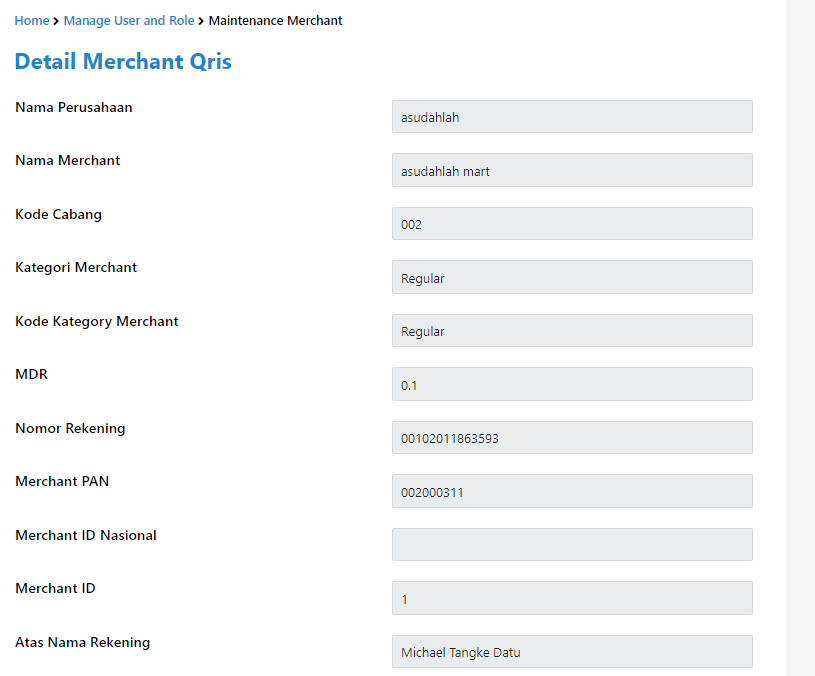 Home > Manage User and Role > Maintenance Merchant
Detail Merchant Qris
Nama Perusahaan
asudahlah
Nama Merchant
asudahlah mart
Kode Cabang
002
Kategori Merchant
Regular
Kode Kategory Merchant
Regular
MDR
0.1
Nomor Rekening
00102011863593
Merchant PAN
002000311
Merchant ID Nasional
Merchant ID
1
Atas Nama Rekening
Michael Tangke Datu